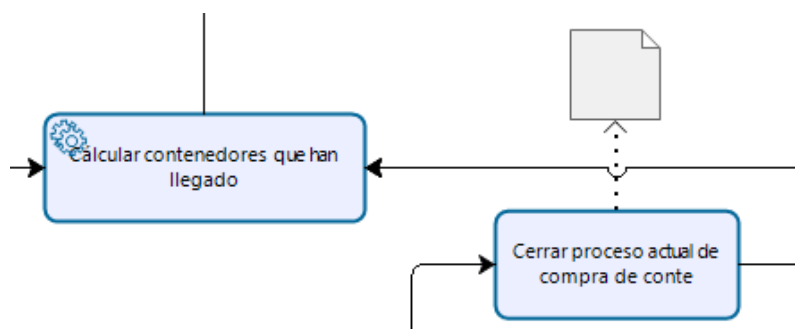 Calcular contenedores que han
llegado
Cerrar proceso actual de
compra de conte